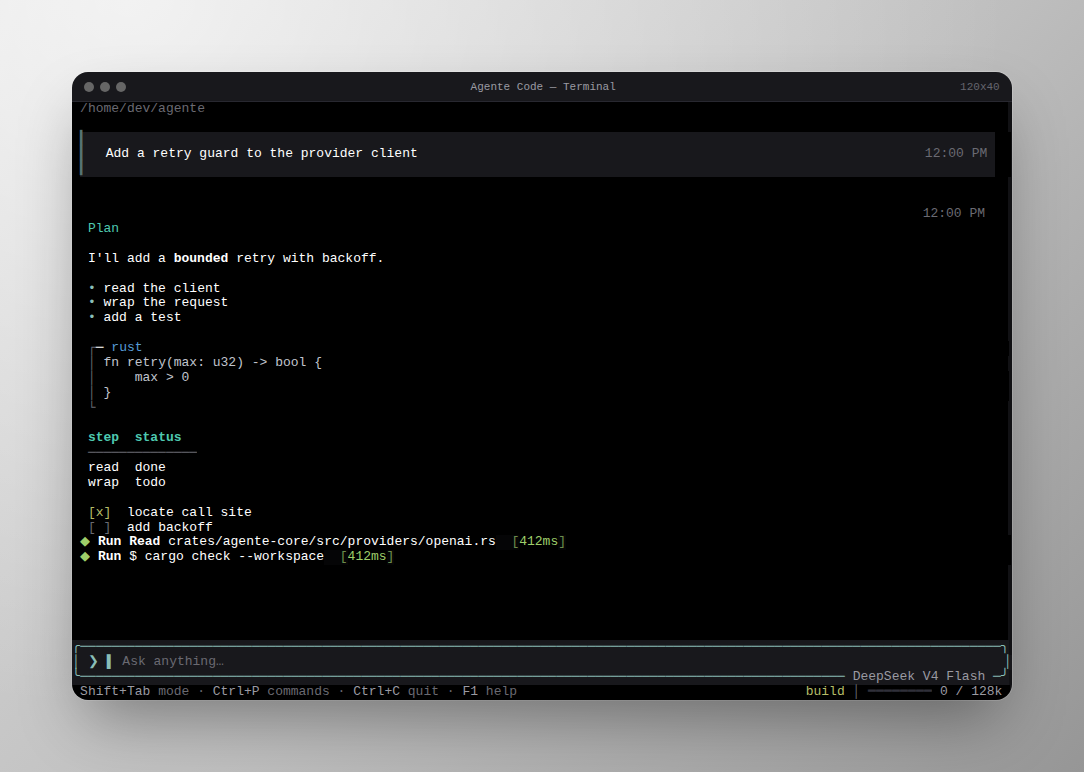 Agente Code — Terminal 120x40
/home/dev/agente
Add a retry guard to the provider client 12:00 PM
12:00 PM
Plan
I'll add a bounded retry with backoff.
• read the client
• wrap the request
• add a test
rust
fn retry(max: u32) -> bool {
max > 0
}
step status
read done
wrap todo
[x] locate call site
[ ] add backoff
◆ Run Read crates/agente-core/src/providers/openai.rs [412ms]
◆ Run $ cargo check --workspace [412ms]
❯ Ask anything…
DeepSeek V4 Flash
Shift+Tab mode · Ctrl+P commands · Ctrl+C quit · F1 help build │ 0 / 128k